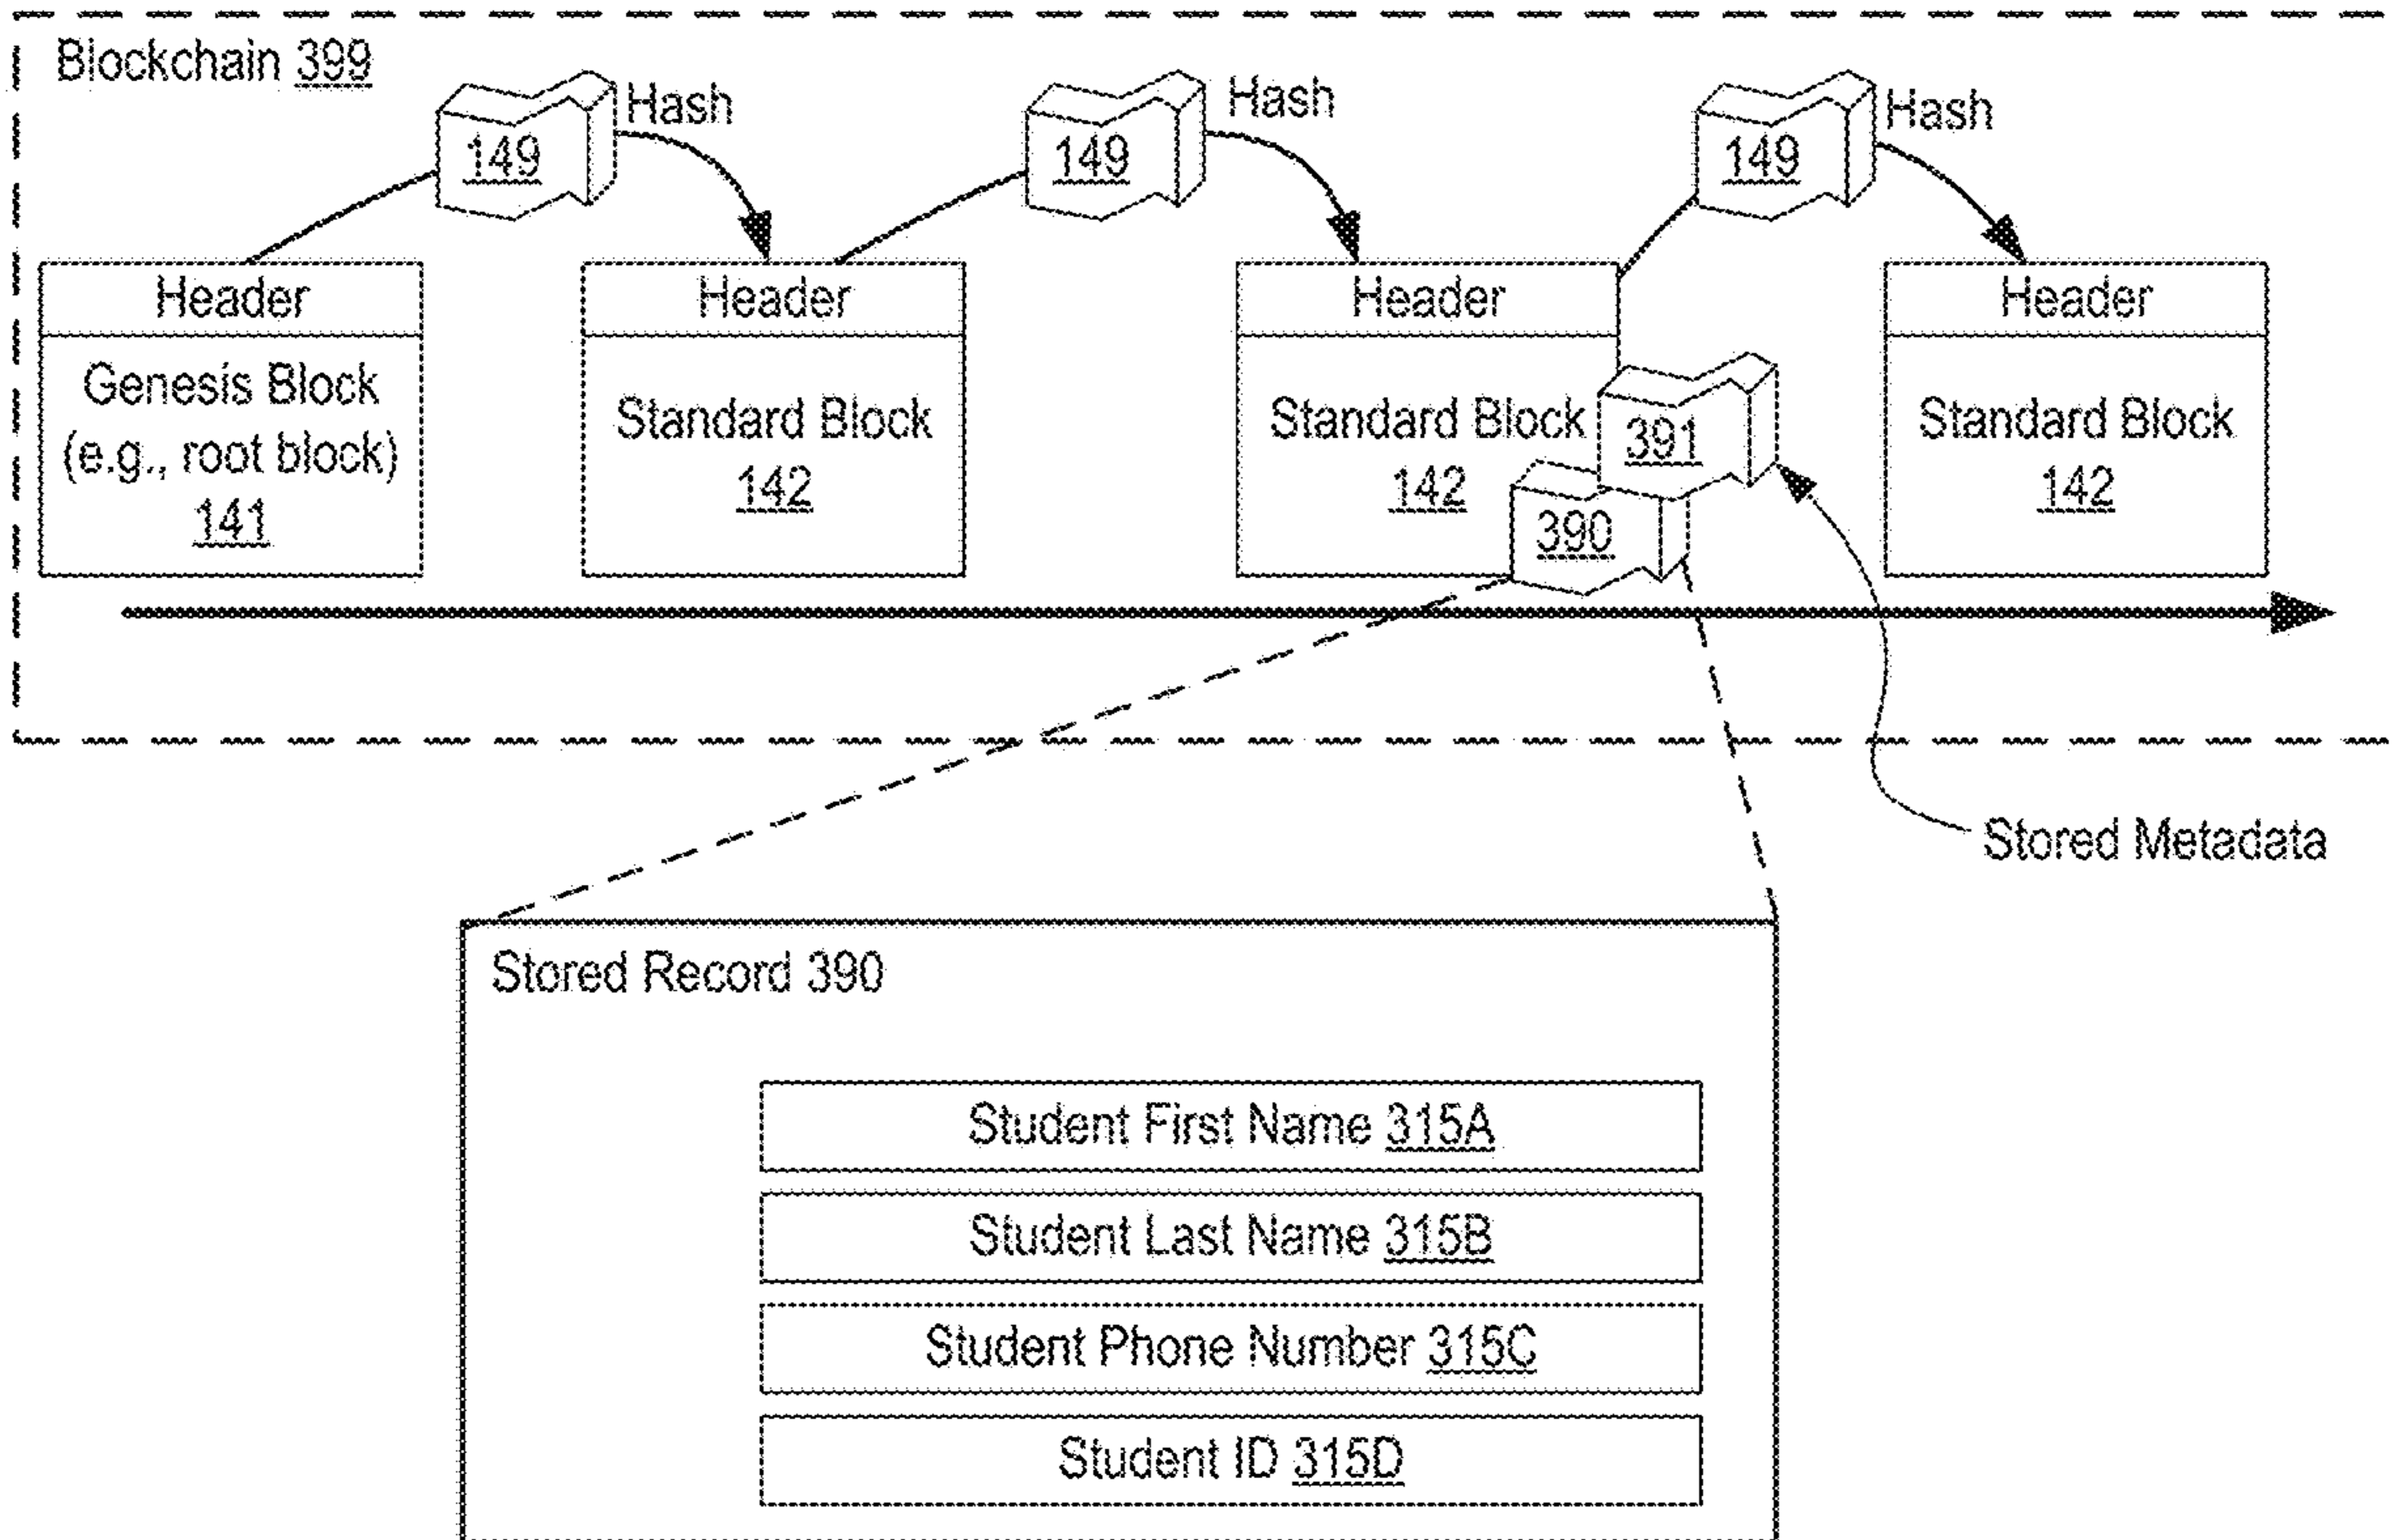 Blockchain 399
149
Hash
149
Hash
149
Hash
Header
Genesis Block
(e.g., root block)
141
Header
Standard Block
142
Header
Standard Block
142
391
390
Header
Standard Block
142
Stored Metadata
Stored Record 390
Student First Name 315A
Student Last Name 315B
Student Phone Number 315C
Student ID 315D